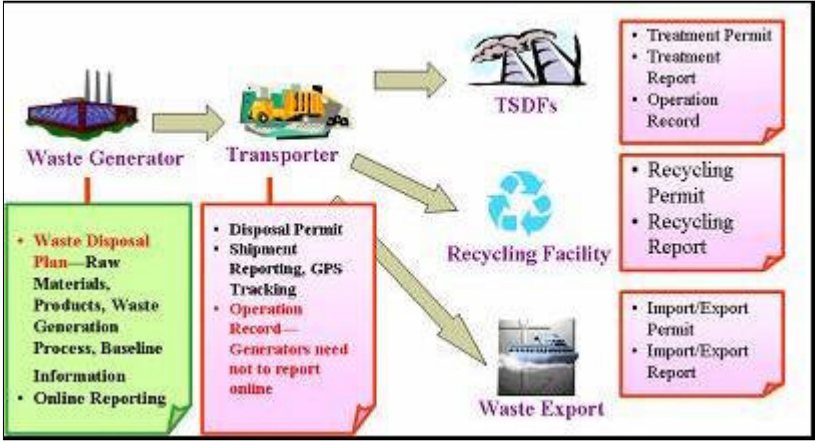 Waste Generator
Transporter
TSDFs
• Treatment Permit
• Treatment
Report
• Operation
Record
Recycling Facility
• Recycling
Permit
• Recycling
Report
Waste Export
• Import/Export
Permit
• Import/Export
Report
• Waste Disposal
Plan—Raw
Materials,
Products, Waste
Generation
Process, Baseline
Information
• Online Reporting
• Disposal Permit
• Shipment
Reporting, GPS
Tracking
• Operation
Record—
Generators need
not to report
online